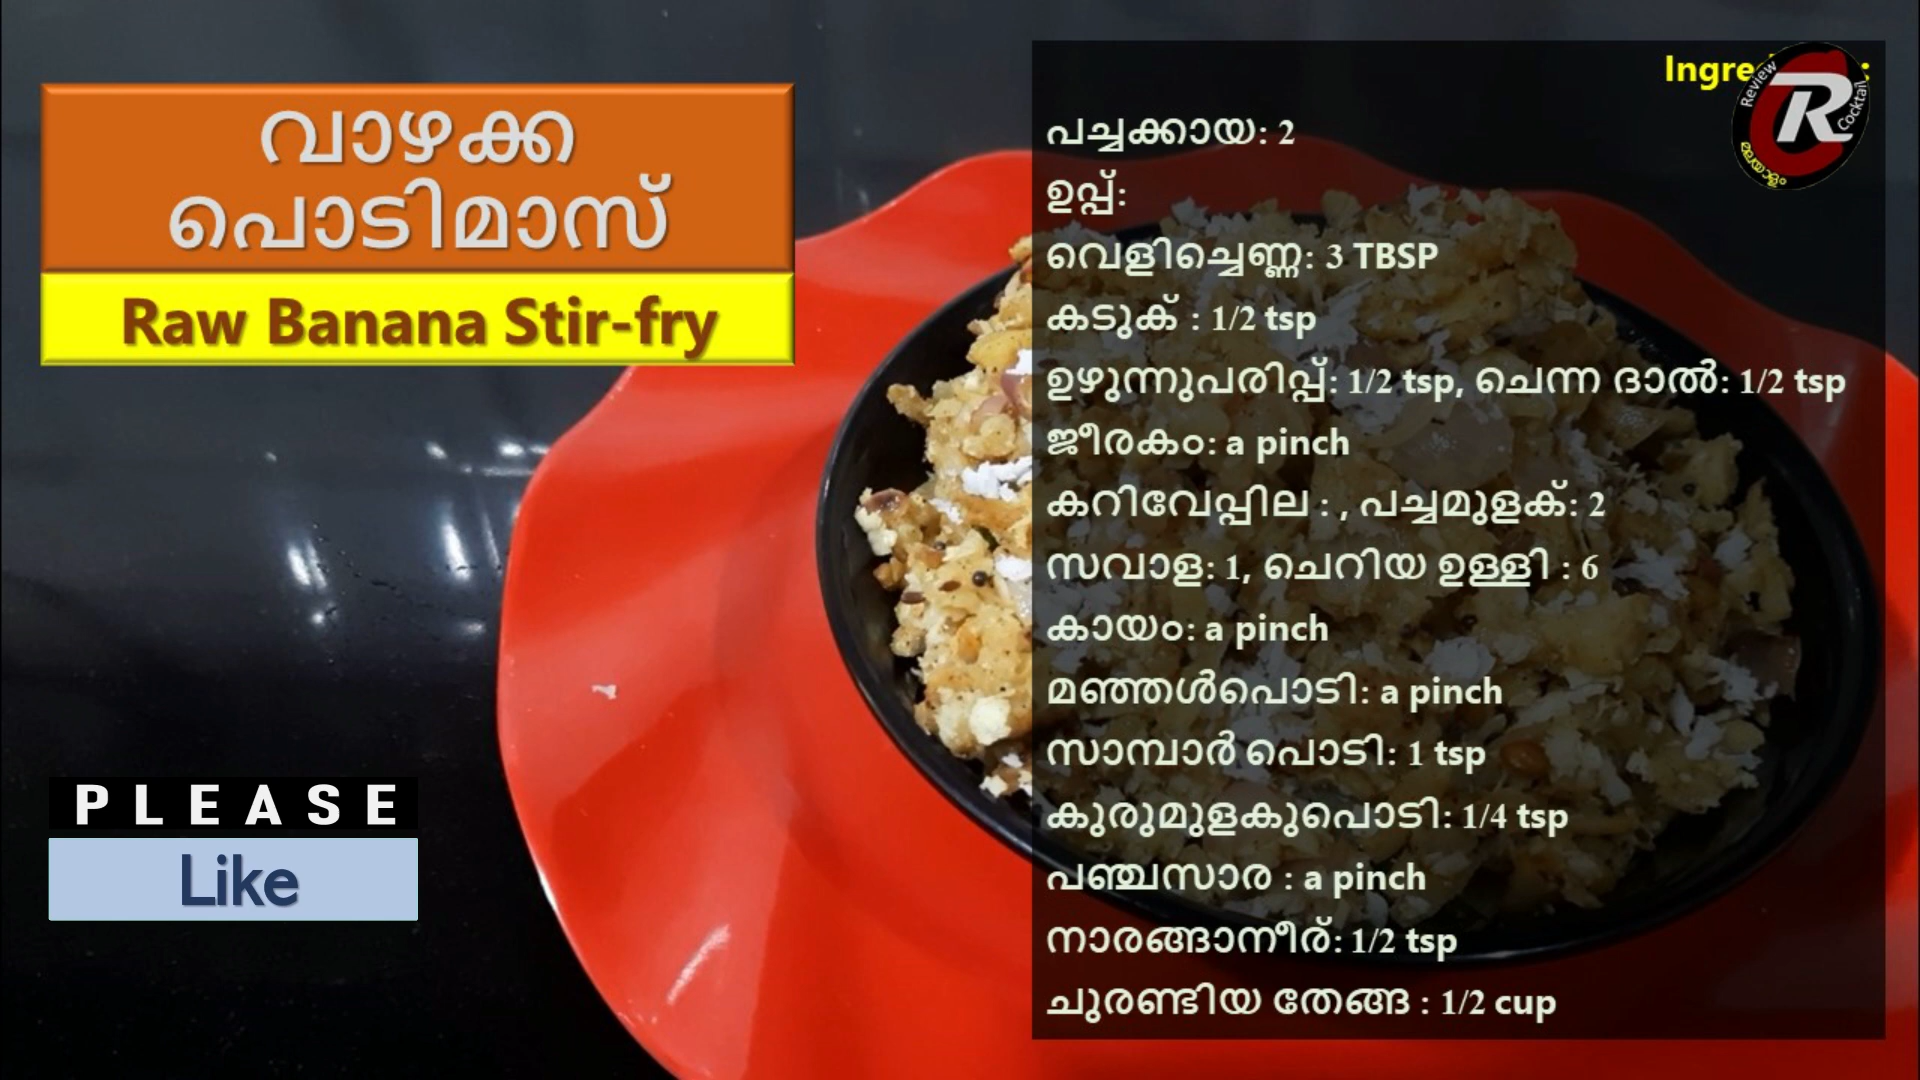 വാഴക്ക
പൊടിമാസ്
Raw Banana Stir-fry
PLEASE
Like
Review Cocktail
മലയാളം
പച്ചക്കായ: 2
ഉപ്പ്:
വെളിച്ചെണ്ണ: 3 TBSP
കടുക് : 1/2 tsp
ഉഴുന്നുപരിപ്പ്: 1/2 tsp, ചെന്ന ദാൽ: 1/2 tsp
ജീരകം: a pinch
കറിവേപ്പില : , പച്ചമുളക്: 2
സവാള: 1, ചെറിയ ഉള്ളി : 6
കായം: a pinch
മഞ്ഞൾപൊടി: a pinch
സാമ്പാർ പൊടി: 1 tsp
കുരുമുളകുപൊടി: 1/4 tsp
പഞ്ചസാര : a pinch
നാരങ്ങാനീര്: 1/2 tsp
ചുരണ്ടിയ തേങ്ങ : 1/2 cup